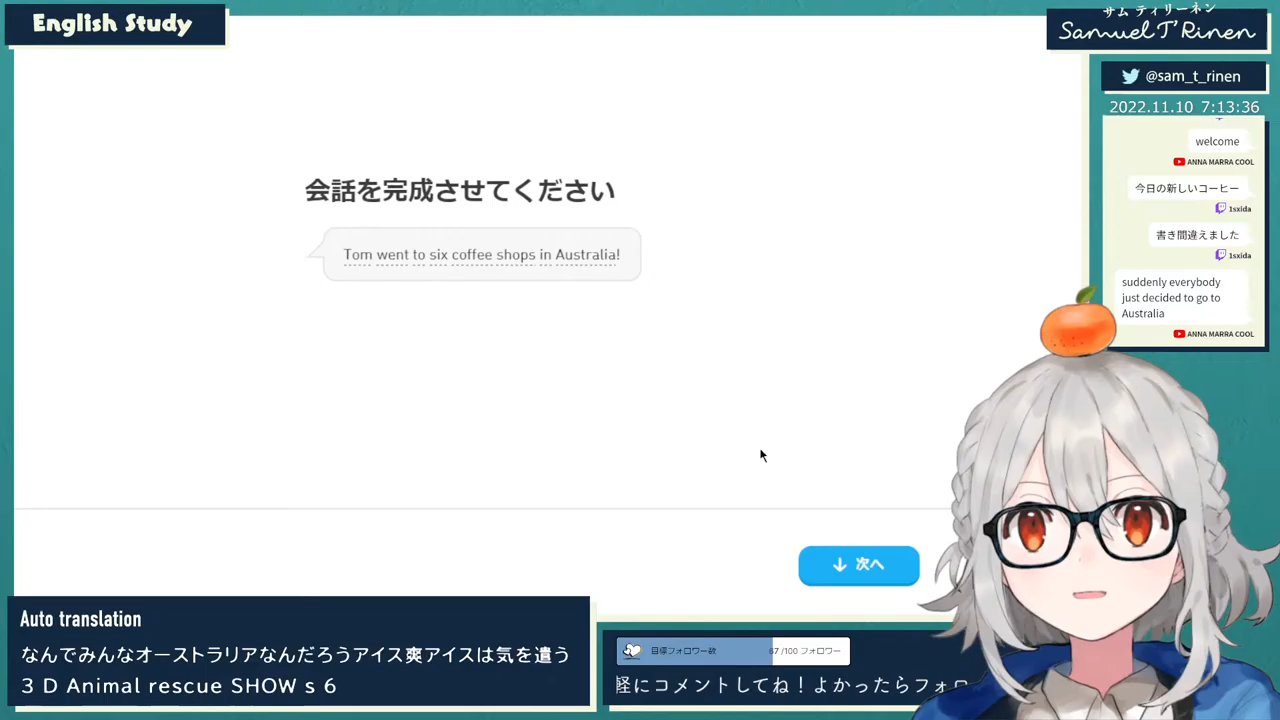 English Study
サム ティリーネン
Samuel T'Rinen
@sam_t_rinen
2022.11.10 7:13:36
welcome
ANNA MARRA COOL
今日の新しいコーヒー
1sxida
書き間違えました
1sxida
suddenly everybody
just decided to go to
Australia
ANNA MARRA COOL
会話を完成させてください
Tom went to six coffee shops in Australia!
次へ
Auto translation
なんでみんなオーストラリアなんだろうアイス爽アイスは気を遣う
3 D Animal rescue SHOW s 6
目標フォロワー数 67 /100 フォロワー
軽にコメントしてね！よかったらフォロ